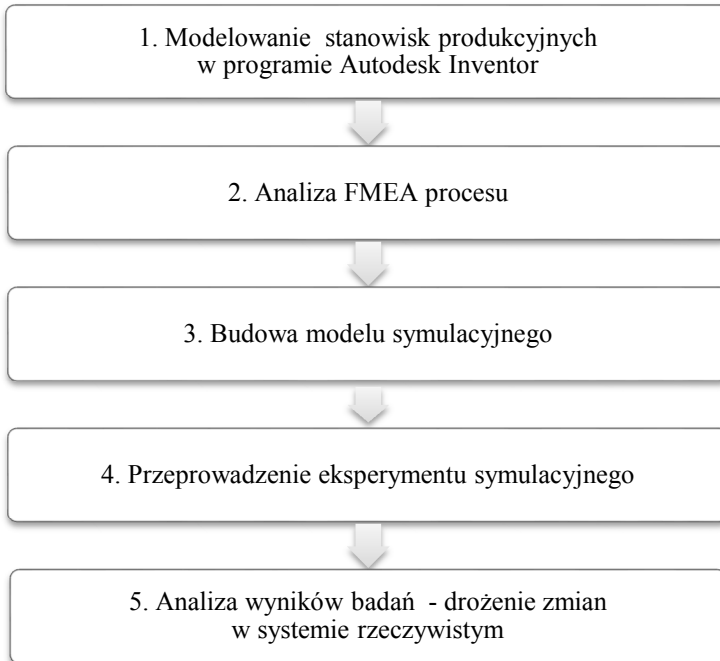 1. Modelowanie stanowisk produkcyjnych
w programie Autodesk Inventor
2. Analiza FMEA procesu
3. Budowa modelu symulacyjnego
4. Przeprowadzenie eksperymentu symulacyjnego
5. Analiza wyników badań - drożenie zmian
w systemie rzeczywistym